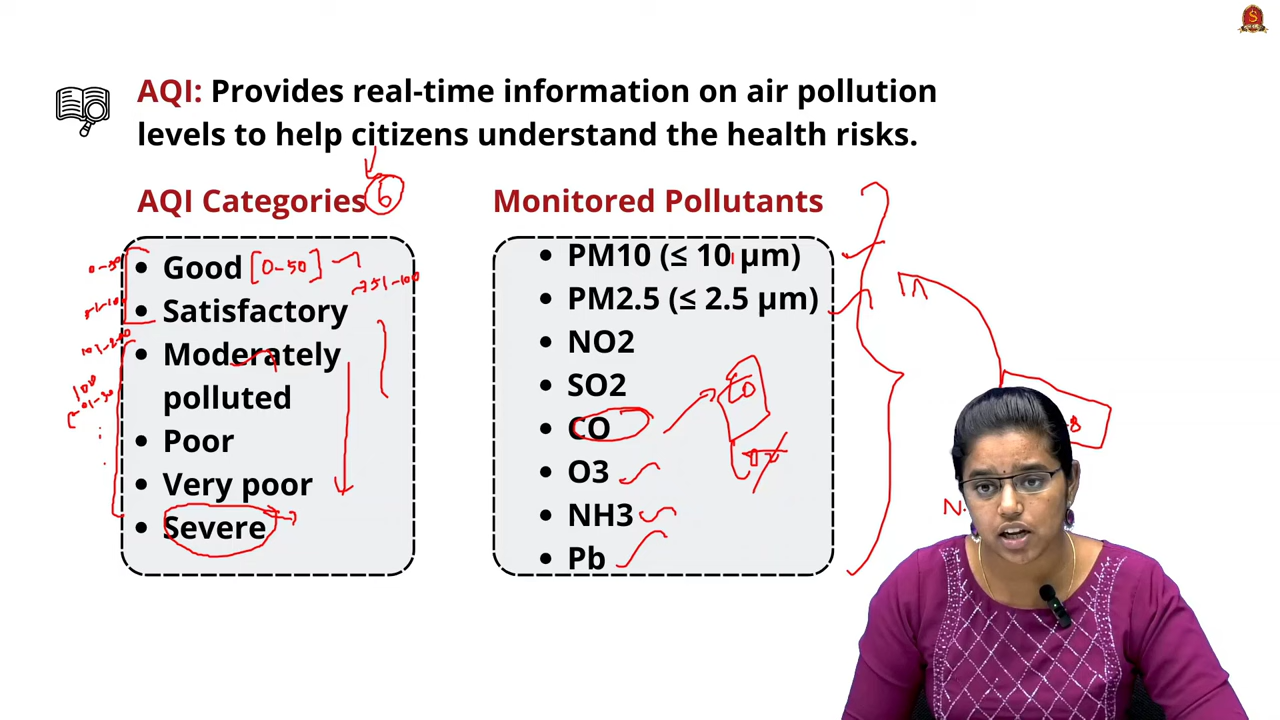 AQI: Provides real-time information on air pollution
levels to help citizens understand the health risks.
AQI Categories 6
Monitored Pollutants
• Good [0-50]
51-100
• Satisfactory
• Moderately
polluted
• Poor
• Very poor
• Severe
• PM10 (≤ 10 µm)
• PM2.5 (≤ 2.5 µm)
• NO2
• SO2
• CO
• O3
• NH3
• Pb